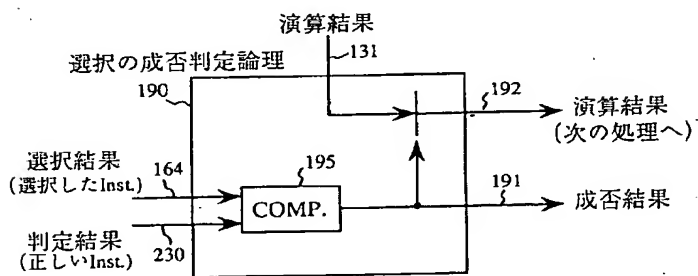 演算結果
131
選択の成否判定論理
190
192
演算結果
(次の処理へ)
選択結果
(選択したInst.)
164
195
COMP.
191
成否結果
判定結果
(正しいInst.)
230